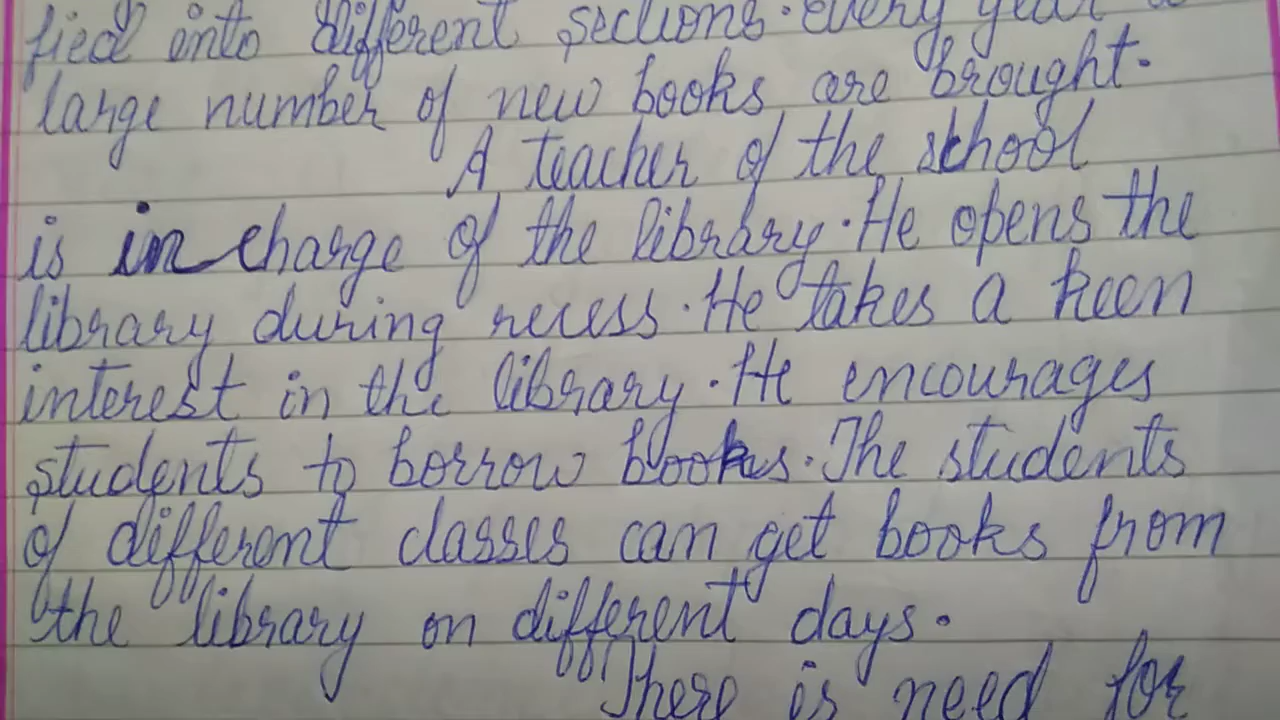 fied into different sections. every year a
large number of new books are brought.
A teacher of the school
is in charge of the library. He opens the
library during recess. He takes a keen
interest in the library. He encourages
students to borrow books. The students
of different classes can get books from
the library on different days.
There is need for